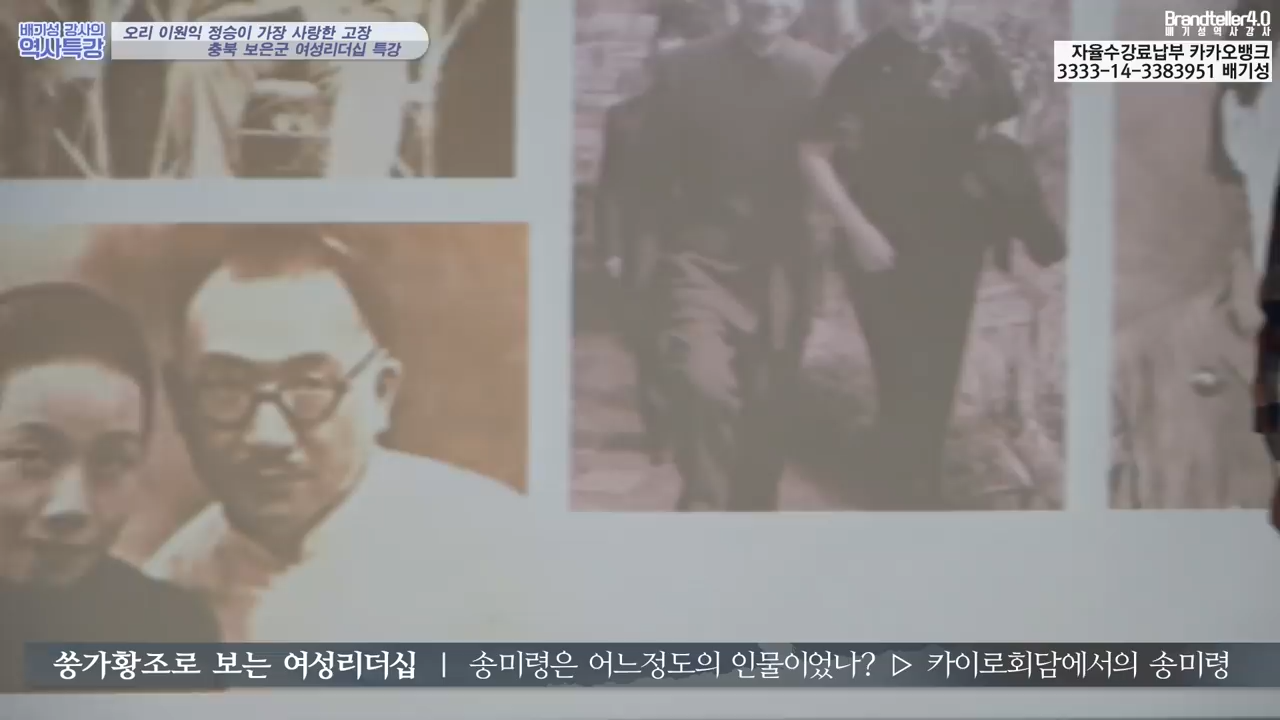 배기성 강사의
역사특강
오리 이원익 정승이 가장 사랑한 고장
충북 보은군 여성리더십 특강
Brandteller4.0
배기성역사강사
자율수강료납부 카카오뱅크
3333-14-3383951 배기성
쑹가황조로 보는 여성리더십 | 송미령은 어느정도의 인물이었나? ▷ 카이로회담에서의 송미령